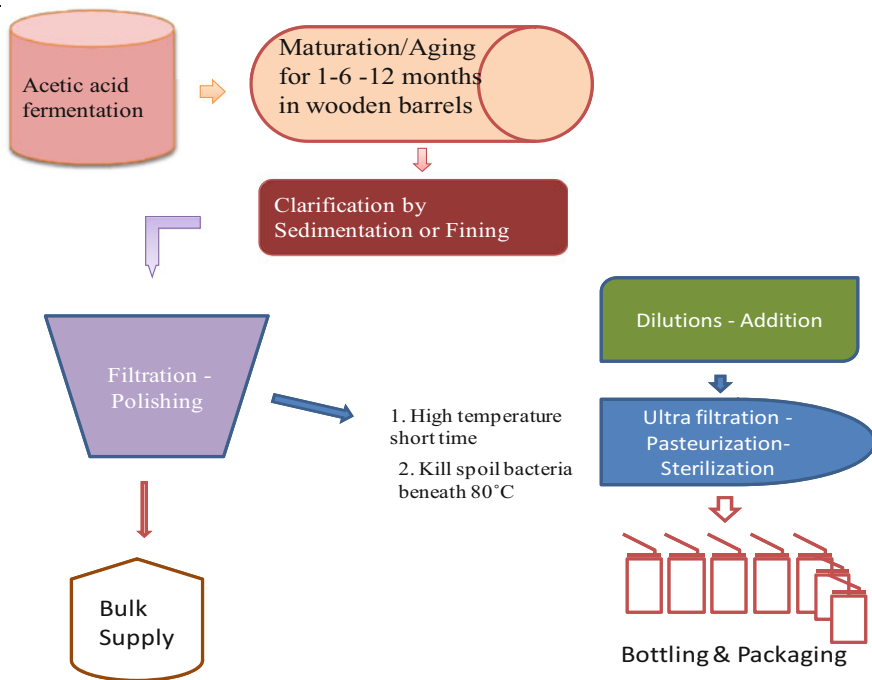 Acetic acid
fermentation
Maturation/Aging
for 1-6 -12 months
in wooden barrels
Clarification by
Sedimentation or Fining
Filtration -
Polishing
1. High temperature
short time
2. Kill spoil bacteria
beneath 80˚C
Bulk
Supply
Dilutions - Addition
Ultra filtration -
Pasteurization-
Sterilization
Bottling & Packaging